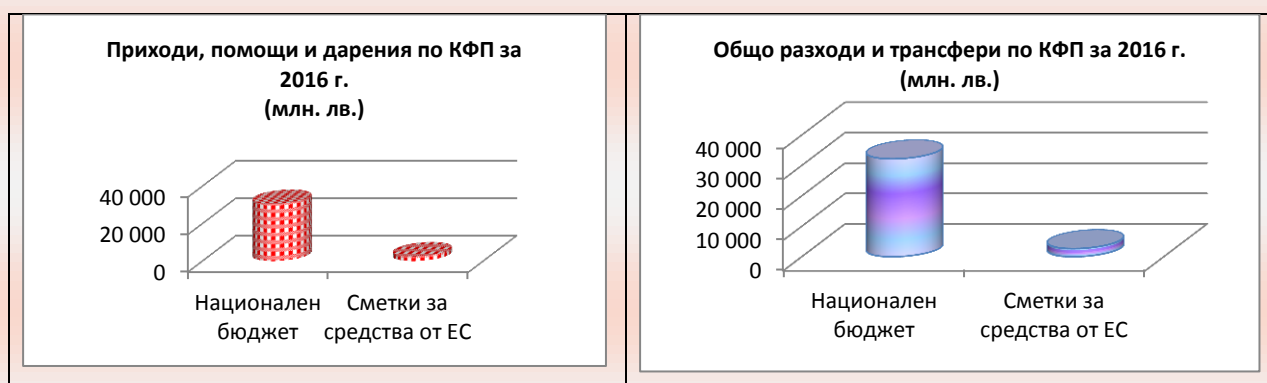 Приходи, помощи и дарения по КФП за
2016 г.
(млн. лв.)
40 000
20 000
0
Национален
бюджет
Сметки за
средства от ЕС
Общо разходи и трансфери по КФП за 2016 г.
(млн. лв.)
40 000
30 000
20 000
10 000
0
Национален
бюджет
Сметки за
средства от ЕС